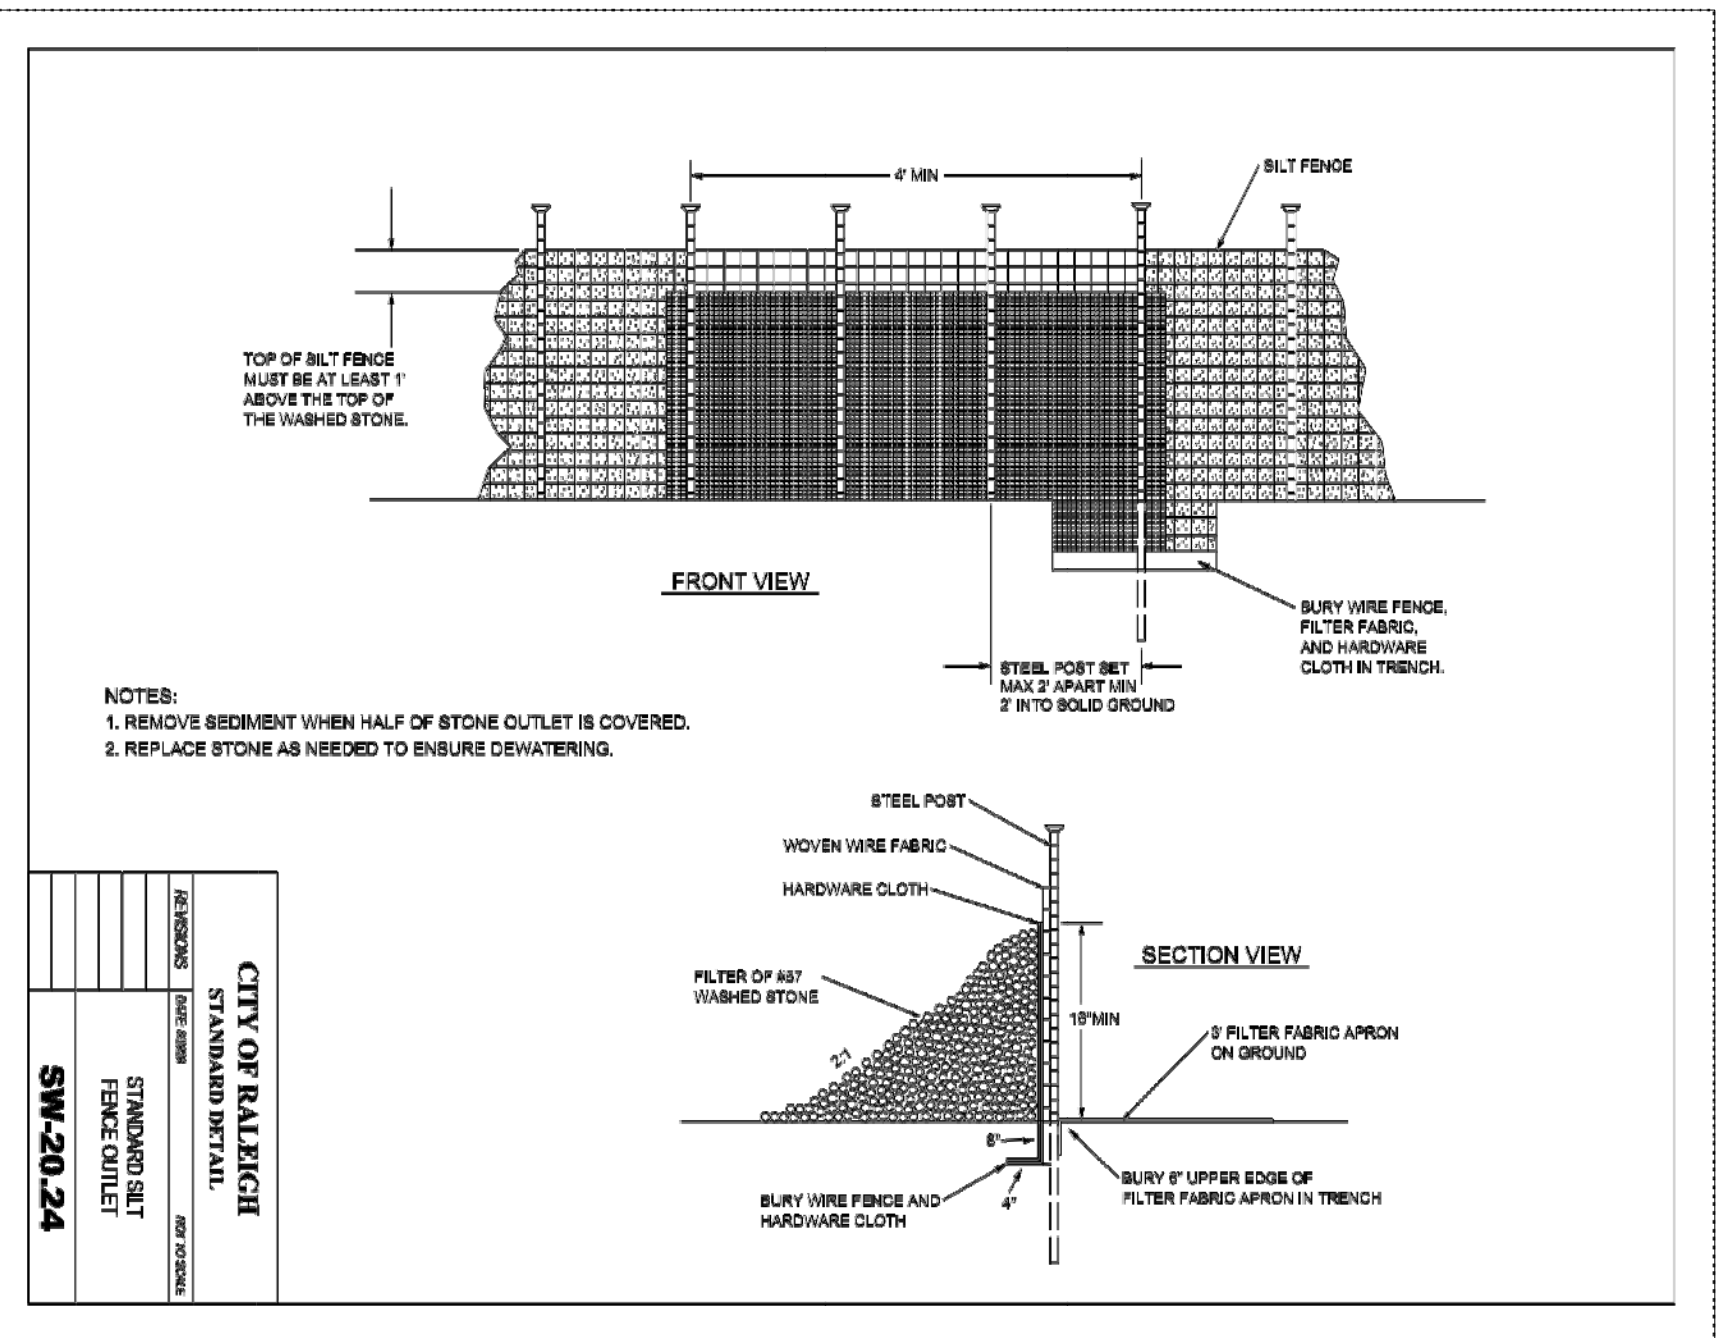 4' MIN
SILT FENCE
TOP OF SILT FENCE
MUST BE AT LEAST 1'
ABOVE THE TOP OF
THE WASHED STONE.
FRONT VIEW
BURY WIRE FENCE,
FILTER FABRIC,
AND HARDWARE
CLOTH IN TRENCH.
STEEL POST SET
MAX 2' APART MIN
2' INTO SOLID GROUND
NOTES:
1. REMOVE SEDIMENT WHEN HALF OF STONE OUTLET IS COVERED.
2. REPLACE STONE AS NEEDED TO ENSURE DEWATERING.
STEEL POST
WOVEN WIRE FABRIC
HARDWARE CLOTH
SECTION VIEW
FILTER OF #57
WASHED STONE
2:1
MIN
FILTER FABRIC APRON
ON GROUND
4"
BURY WIRE FENCE AND
HARDWARE CLOTH
BURY UPPER EDGE OF
FILTER FABRIC APRON IN TRENCH
CITY OF RALEIGH
STANDARD DETAIL
REVISIONS
DATE:
NOT TO SCALE
STANDARD SILT
FENCE OUTLET
SW-20.24